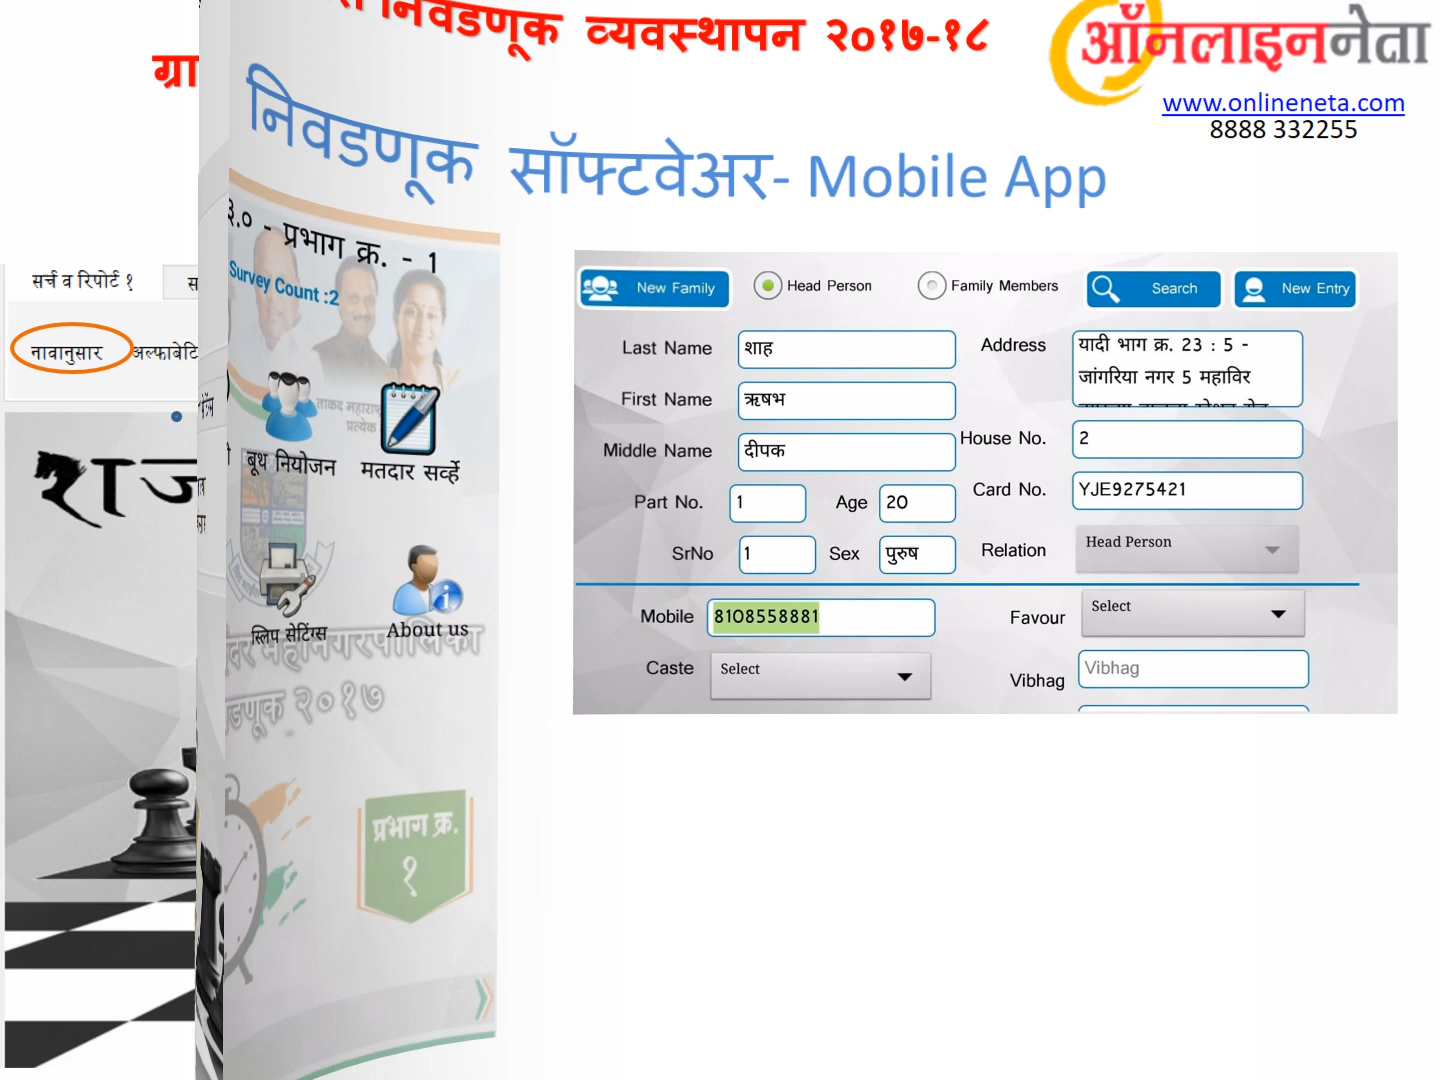 निवडणूक व्यवस्थापन २०१७-१८
ग्रा
ऑनलाइननेता
www.onlineneta.com
8888 332255
निवडणूक सॉफ्टवेअर- Mobile App
३.० - प्रभाग क्र. - 1
Survey Count :2
सर्च व रिपोर्ट १
नावानुसार
बूथ नियोजन
मतदार सर्व्हे
स्लिप सेटिंग्स
About us
महानगरपालिका
२०१७
प्रभाग क्र.
१
New Family
Head Person
Family Members
Search
New Entry
Last Name शाह
Address यादी भाग क्र. 23 : 5 -
जांगरिया नगर 5 महाविर
First Name ऋषभ
Middle Name दीपक
House No. 2
Part No. 1 Age 20
Card No. YJE9275421
SrNo 1 Sex पुरुष
Relation Head Person
Mobile 8108558881
Favour Select
Caste Select
Vibhag Vibhag